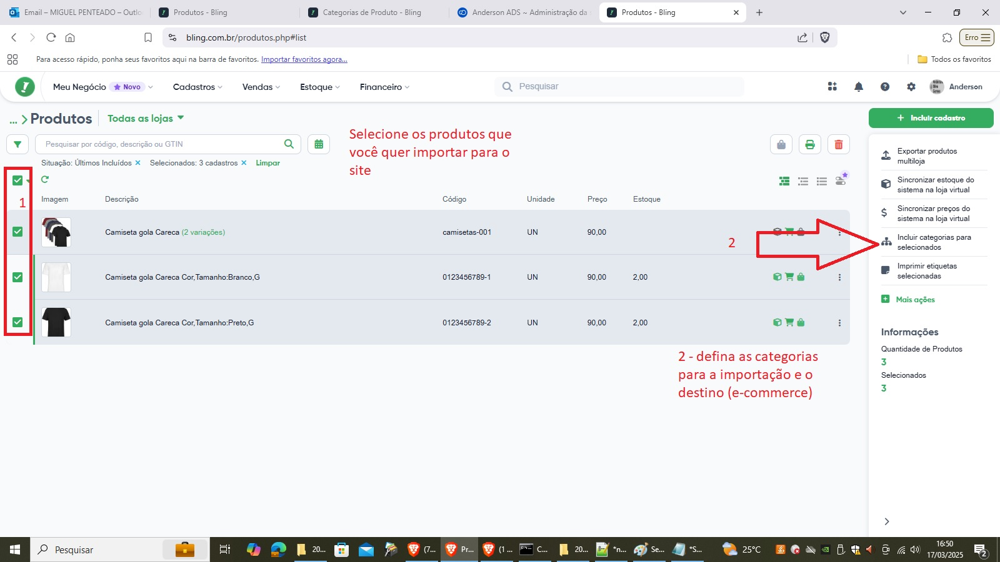 Email – MIGUEL PENTEADO – Outlo
Produtos - Bling
Categorias de Produto - Bling
Anderson ADS ~ Administração da s
Produtos - Bling
bling.com.br/produtos.php#list
Erro
Para acesso rápido, ponha seus favoritos aqui na barra de favoritos. Importar favoritos agora...
Todos os favoritos
Meu Negócio
Novo
Cadastros
Vendas
Estoque
Financeiro
Pesquisar
Anderson
... Produtos
Todas as lojas
+ Incluir cadastro
Pesquisar por código, descrição ou GTIN
Situação: Últimos Incluídos ×
Selecionados: 3 cadastros ×
Limpar
Selecione os produtos que
você quer importar para o
site
1
Imagem
Descrição
Código
Unidade
Preço
Estoque
Camiseta gola Careca (2 variações)
camisetas-001
UN
90,00
2
Camiseta gola Careca Cor,Tamanho:Branco,G
0123456789-1
UN
90,00
2,00
Camiseta gola Careca Cor,Tamanho:Preto,G
0123456789-2
UN
90,00
2,00
2 - defina as categorias
para a importação e o
destino (e-commerce)
Exportar produtos
multiloja
Sincronizar estoque do
sistema na loja virtual
Sincronizar preços do
sistema na loja virtual
Incluir categorias para
selecionados
Imprimir etiquetas
selecionadas
Mais ações
Informações
Quantidade de Produtos
3
Selecionados
3
Pesquisar
20...
(7...
Pr...
(1 ...
C...
20...
*n...
Se...
*S...
25°C
16:50
17/03/2025
2